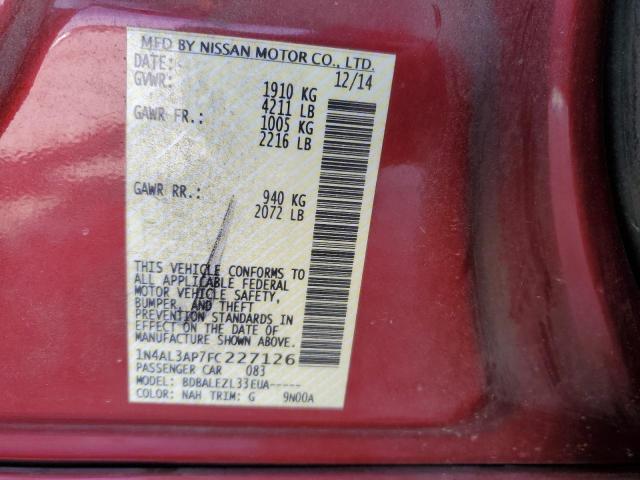 MFD BY NISSAN MOTOR CO., LTD.
DATE: 12/14
GVWR: 1910 KG
4211 LB
GAWR FR.: 1005 KG
2216 LB
GAWR RR.: 940 KG
2072 LB
THIS VEHICLE CONFORMS TO
ALL APPLICABLE FEDERAL
MOTOR VEHICLE SAFETY,
BUMPER, AND THEFT
PREVENTION STANDARDS IN
EFFECT ON THE DATE OF
MANUFACTURE SHOWN ABOVE.
1N4AL3AP7FC227126
PASSENGER CAR 083
MODEL: BDBALEZL33EUA-----
COLOR: NAH TRIM: G 9N00A